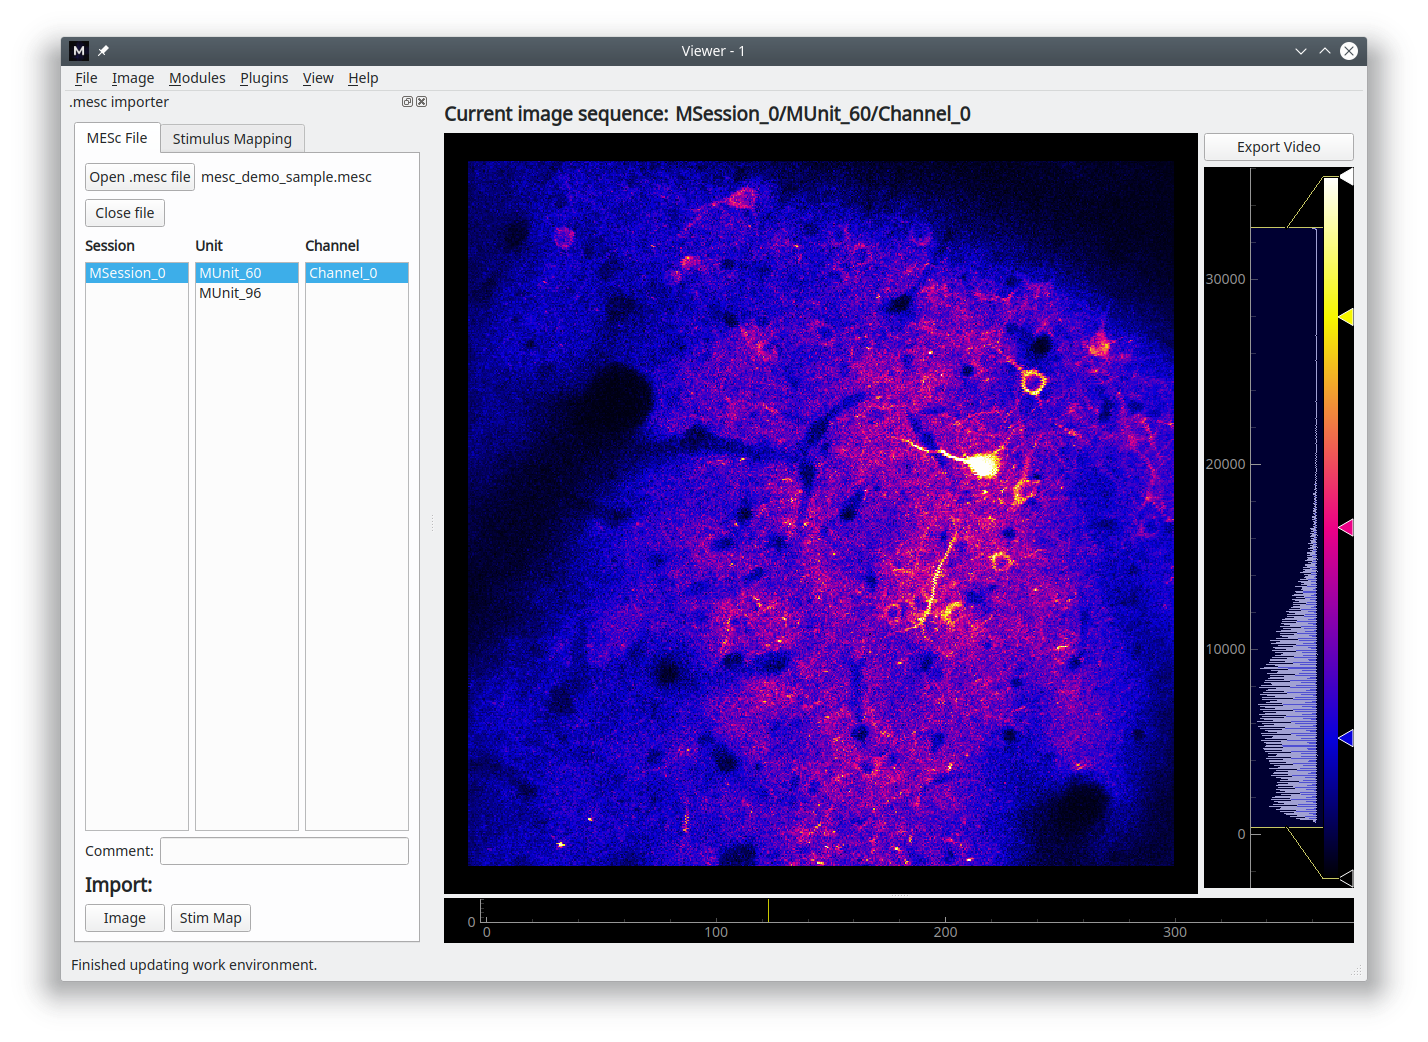 M
Viewer - 1
File Image Modules Plugins View Help
.mesc importer
Current image sequence: MSession_0/MUnit_60/Channel_0
MESc File Stimulus Mapping
Export Video
Open .mesc file mesc_demo_sample.mesc
Close file
Session Unit Channel
MSession_0 MUnit_60 Channel_0
MUnit_96
30000
20000
10000
0
Comment:
Import:
Image Stim Map
0
0 100 200 300
Finished updating work environment.